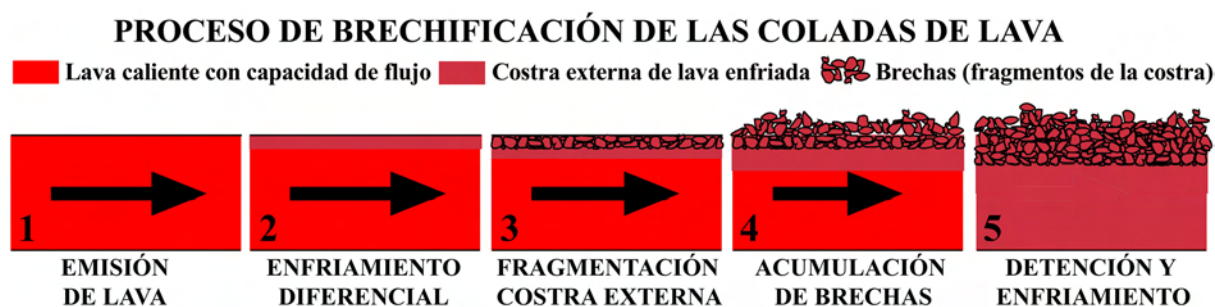 PROCESO DE BRECHIFICACIÓN DE LAS COLADAS DE LAVA
Lava caliente con capacidad de flujo
Costra externa de lava enfriada
Brechas (fragmentos de la costra)
1
2
3
4
5
EMISIÓN
DE LAVA
ENFRIAMIENTO
DIFERENCIAL
FRAGMENTACIÓN
COSTRA EXTERNA
ACUMULACIÓN
DE BRECHAS
DETENCIÓN Y
ENFRIAMIENTO